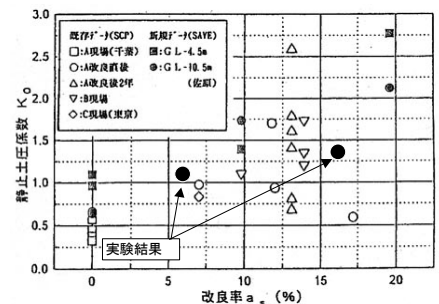 既存データ(SCP) 新規データ(SAVE)
□:A現場(千葉) ■:GL-4.5m
○:A改良直後 ●:GL-10.5m
△:A改良後2年 (佐原)
▽:B現場
◇:C現場(東京)
静止土圧係数 K₀
3.0
2.5
2.0
1.5
1.0
0.5
0.0
実験結果
0 5 10 15 20
改良率 aₛ (%)